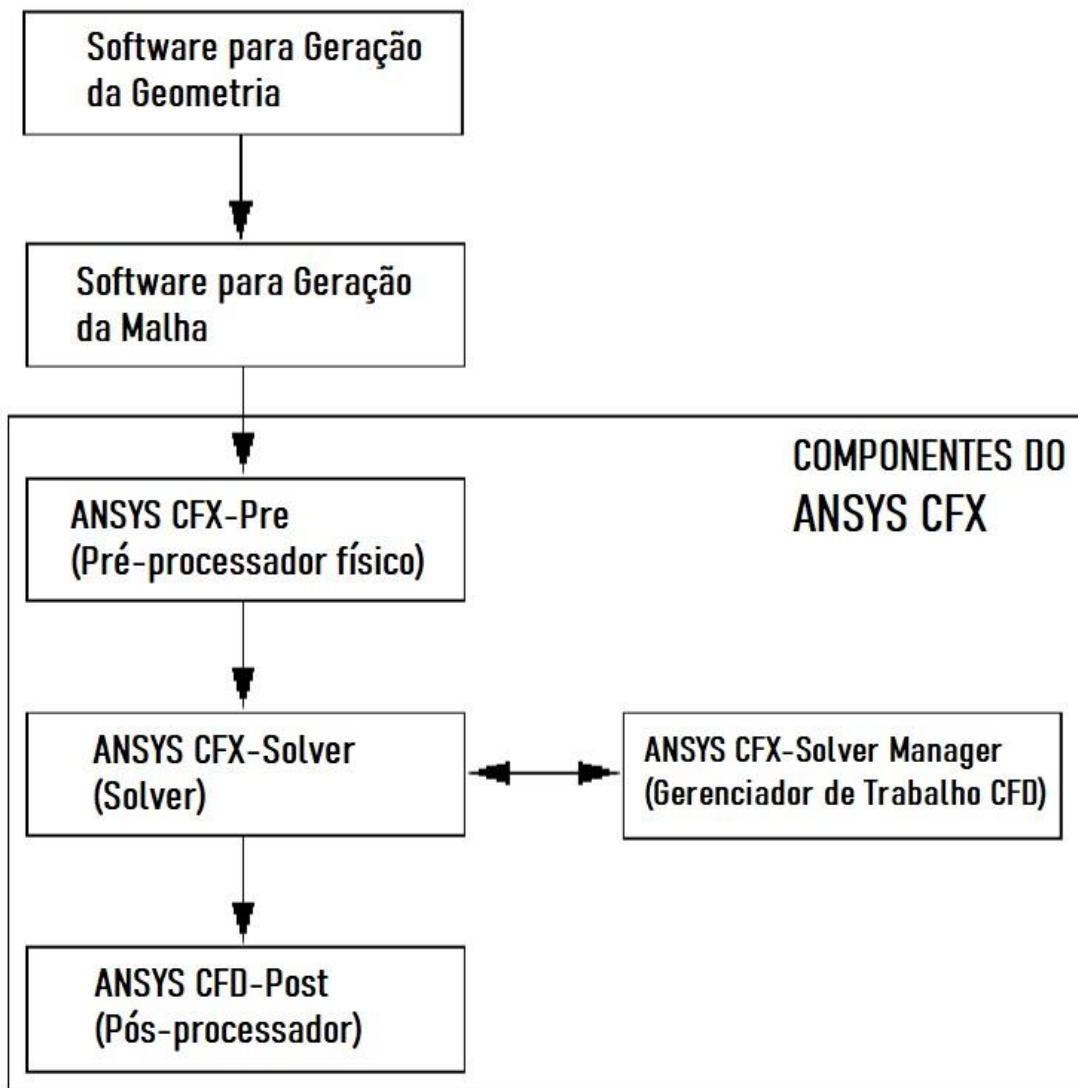 Software para Geração
da Geometria
Software para Geração
da Malha
COMPONENTES DO
ANSYS CFX
ANSYS CFX-Pre
(Pré-processador físico)
ANSYS CFX-Solver
(Solver)
ANSYS CFX-Solver Manager
(Gerenciador de Trabalho CFD)
ANSYS CFD-Post
(Pós-processador)